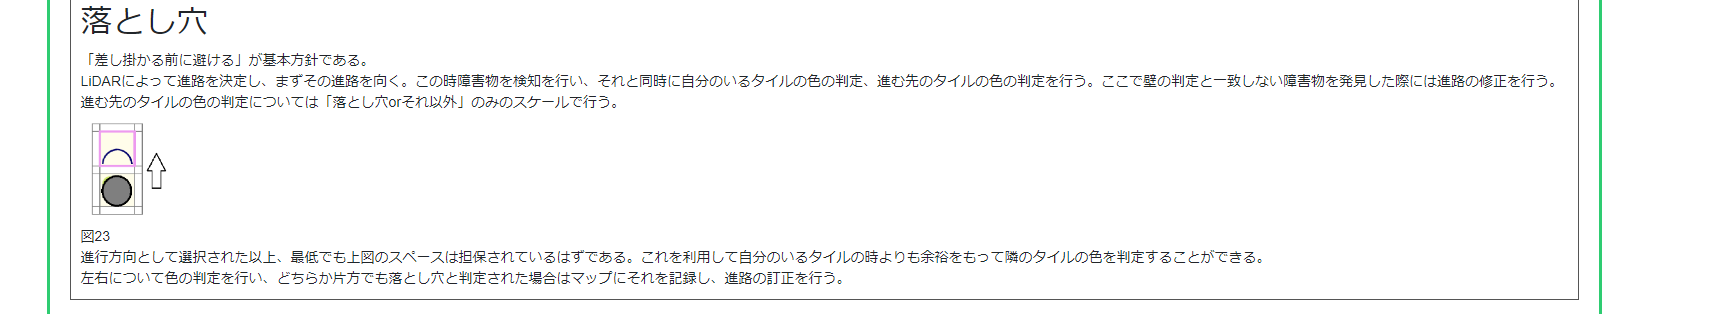 落とし穴
「差し掛かる前に避ける」が基本方針である。
LiDARによって進路を決定し、まずその進路を向く。この時障害物を検知を行い、それと同時に自分のいるタイルの色の判定、進む先のタイルの色の判定を行う。ここで壁の判定と一致しない障害物を発見した際には進路の修正を行う。
進む先のタイルの色の判定については「落とし穴orそれ以外」のみのスケールで行う。
図23
進行方向として選択された以上、最低でも上図のスペースは担保されているはずである。これを利用して自分のいるタイルの時よりも余裕をもって隣のタイルの色を判定することができる。
左右について色の判定を行い、どちらか片方でも落とし穴と判定された場合はマップにそれを記録し、進路の訂正を行う。